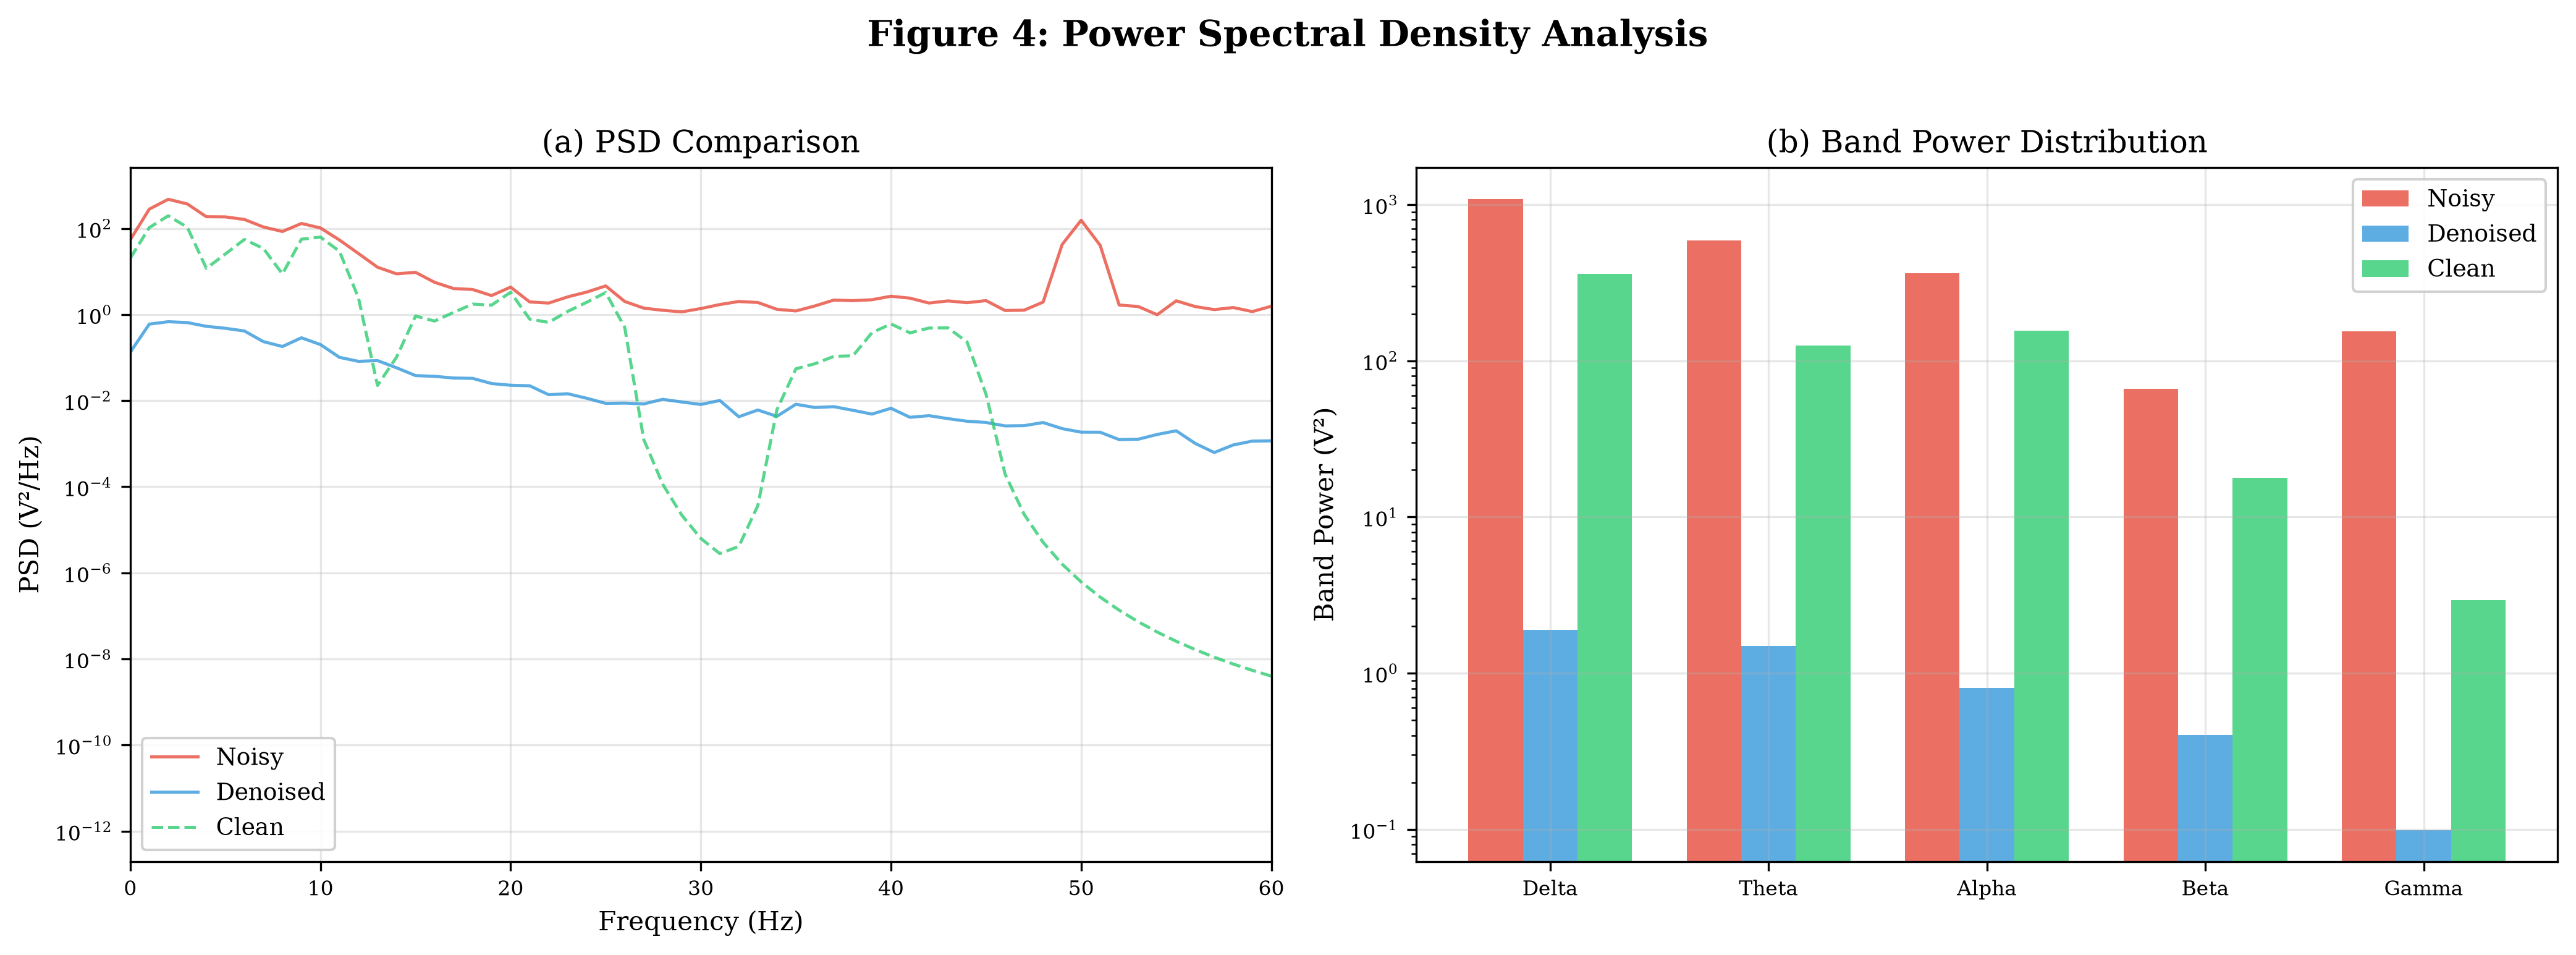 Figure 4: Power Spectral Density Analysis
(a) PSD Comparison
PSD (V²/Hz)
10²
10⁰
10⁻²
10⁻⁴
10⁻⁶
10⁻⁸
10⁻¹⁰
10⁻¹²
Noisy
Denoised
Clean
0 10 20 30 40 50 60
Frequency (Hz)
(b) Band Power Distribution
Band Power (V²)
10³
10²
10¹
10⁰
10⁻¹
Noisy
Denoised
Clean
Delta Theta Alpha Beta Gamma